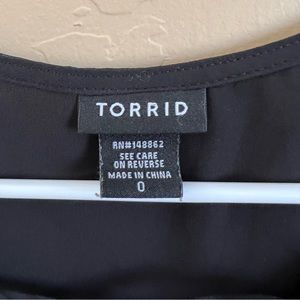 TORRID
RN#148862
SEE CARE
ON REVERSE
MADE IN CHINA
0